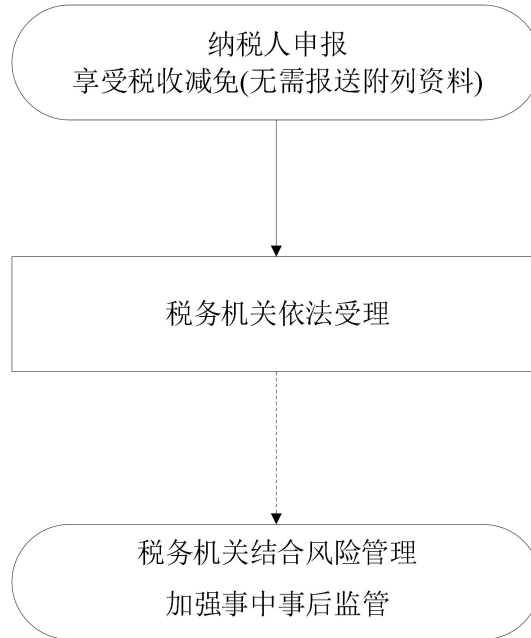 纳税人申报
享受税收减免(无需报送附列资料)
税务机关依法受理
税务机关结合风险管理
加强事中事后监管